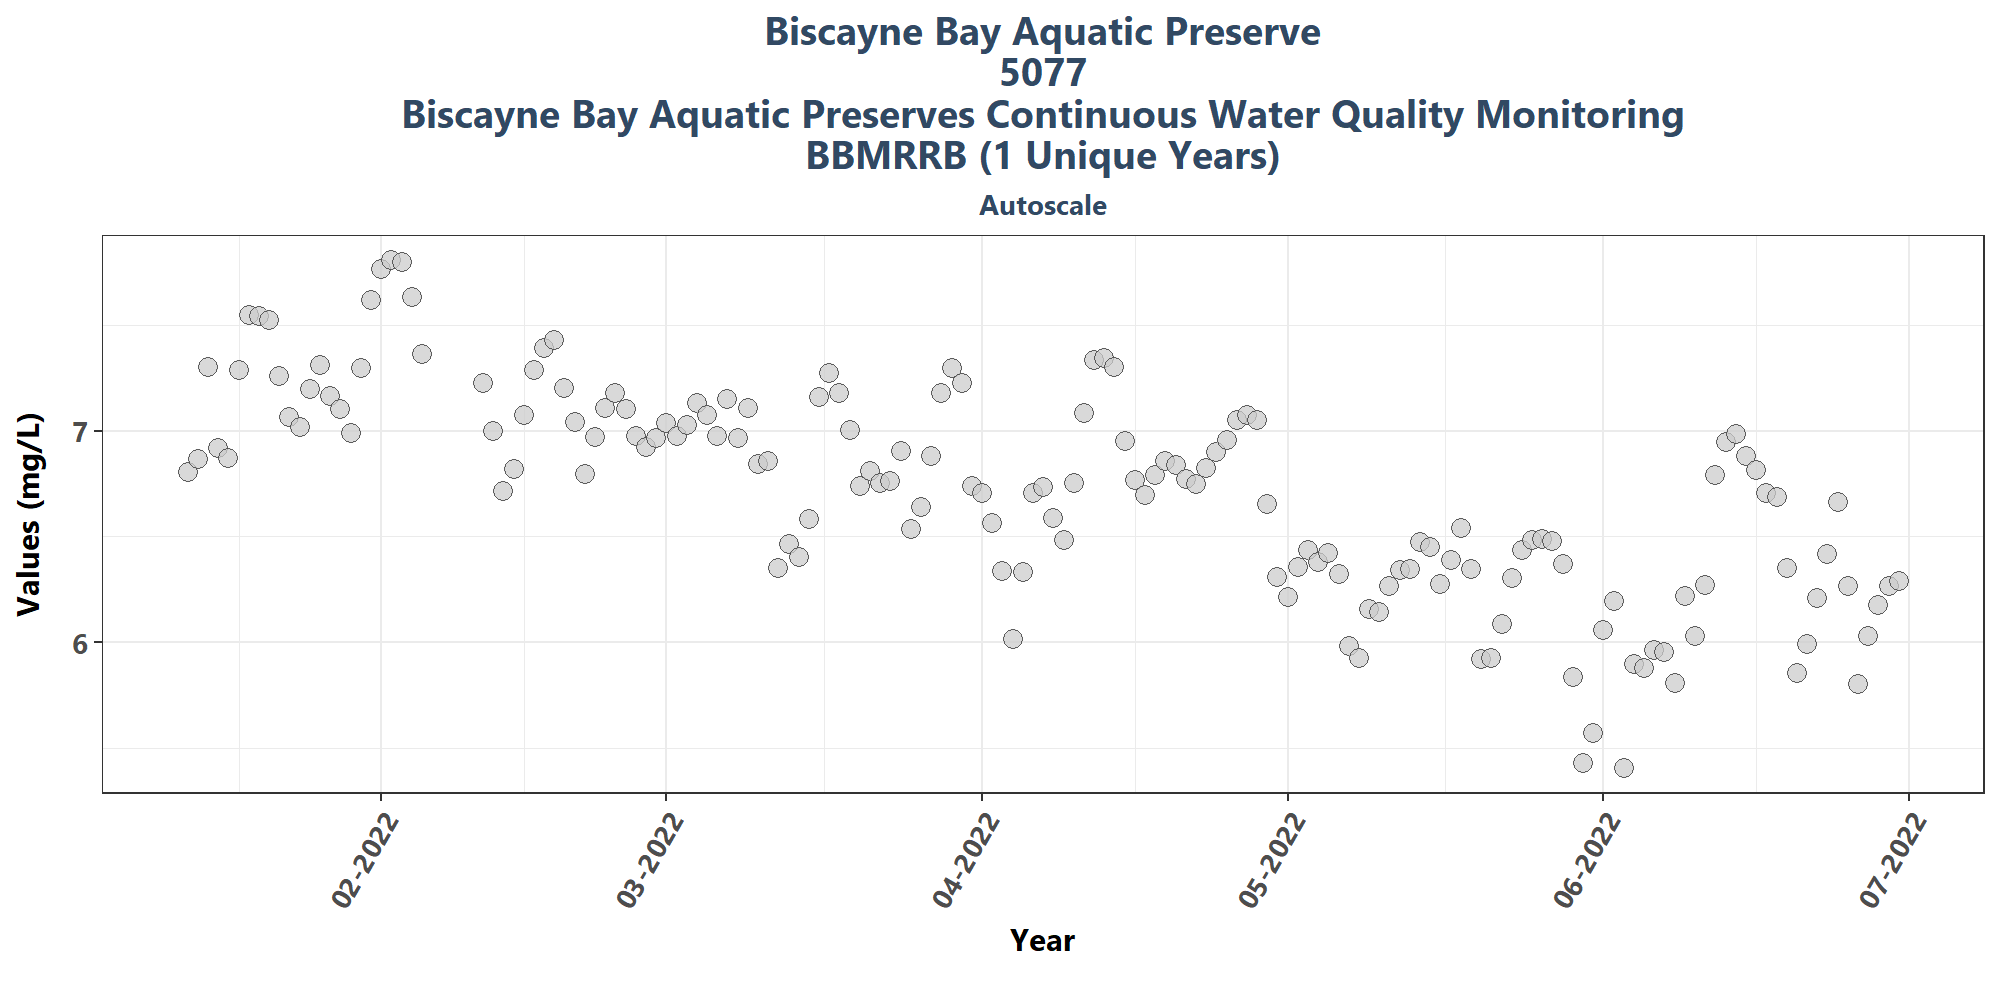 Biscayne Bay Aquatic Preserve
5077
Biscayne Bay Aquatic Preserves Continuous Water Quality Monitoring
BBMRRB (1 Unique Years)
Autoscale
Values (mg/L)
7
6
02-2022
03-2022
04-2022
05-2022
06-2022
07-2022
Year